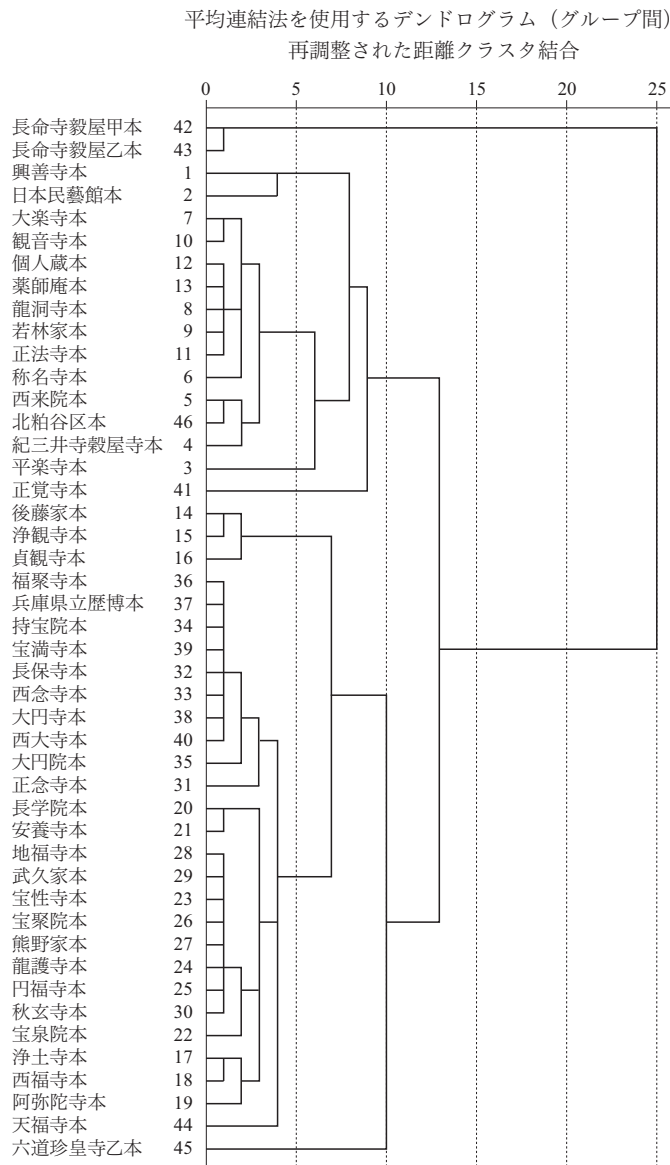 平均連結法を使用するデンドログラム（グループ間）
再調整された距離クラスタ結合
0 5 10 15 20 25
長命寺穀屋甲本 42
長命寺穀屋乙本 43
興善寺本 1
日本民藝館本 2
大楽寺本 7
観音寺本 10
個人蔵本 12
薬師庵本 13
龍洞寺本 8
若林家本 9
正法寺本 11
称名寺本 6
西来院本 5
北粕谷区本 46
紀三井寺穀屋寺本 4
平楽寺本 3
正覚寺本 41
後藤家本 14
浄観寺本 15
貞観寺本 16
福聚寺本 36
兵庫県立歴博本 37
持宝院本 34
宝満寺本 39
長保寺本 32
西念寺本 33
大円寺本 38
西大寺本 40
大円院本 35
正念寺本 31
長学院本 20
安養寺本 21
地福寺本 28
武久家本 29
宝性寺本 23
宝聚院本 26
熊野家本 27
龍護寺本 24
円福寺本 25
秋玄寺本 30
宝泉院本 22
浄土寺本 17
西福寺本 18
阿弥陀寺本 19
天福寺本 44
六道珍皇寺乙本 45